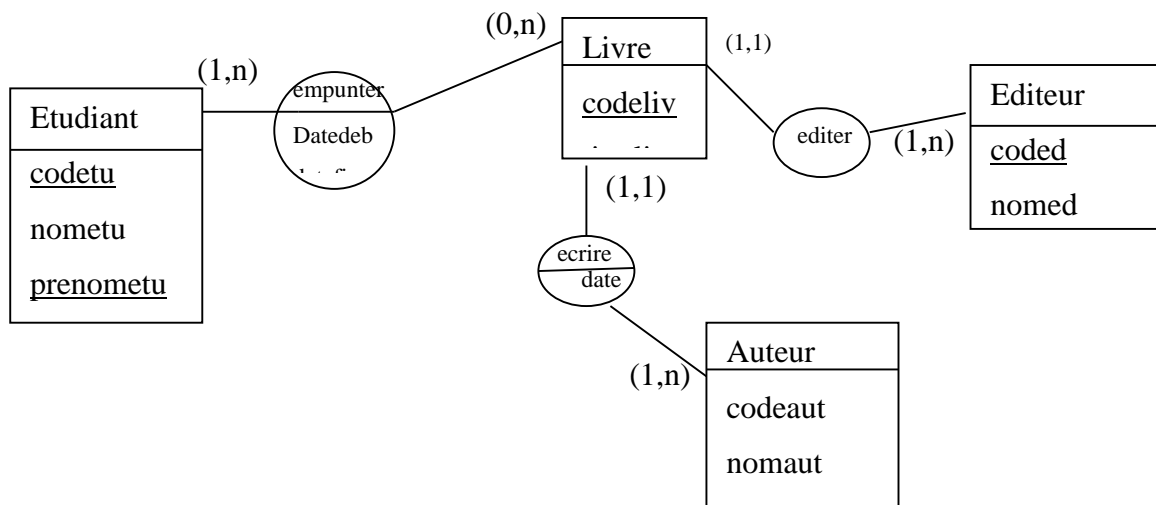 (1,n)
Etudiant
codetu
nometu
prenometu
empunter
Datedeb
(0,n)
Livre
codeliv
(1,1)
(1,1)
editer
(1,n)
Editeur
coded
nomed
ecrire
date
(1,n)
Auteur
codeaut
nomaut